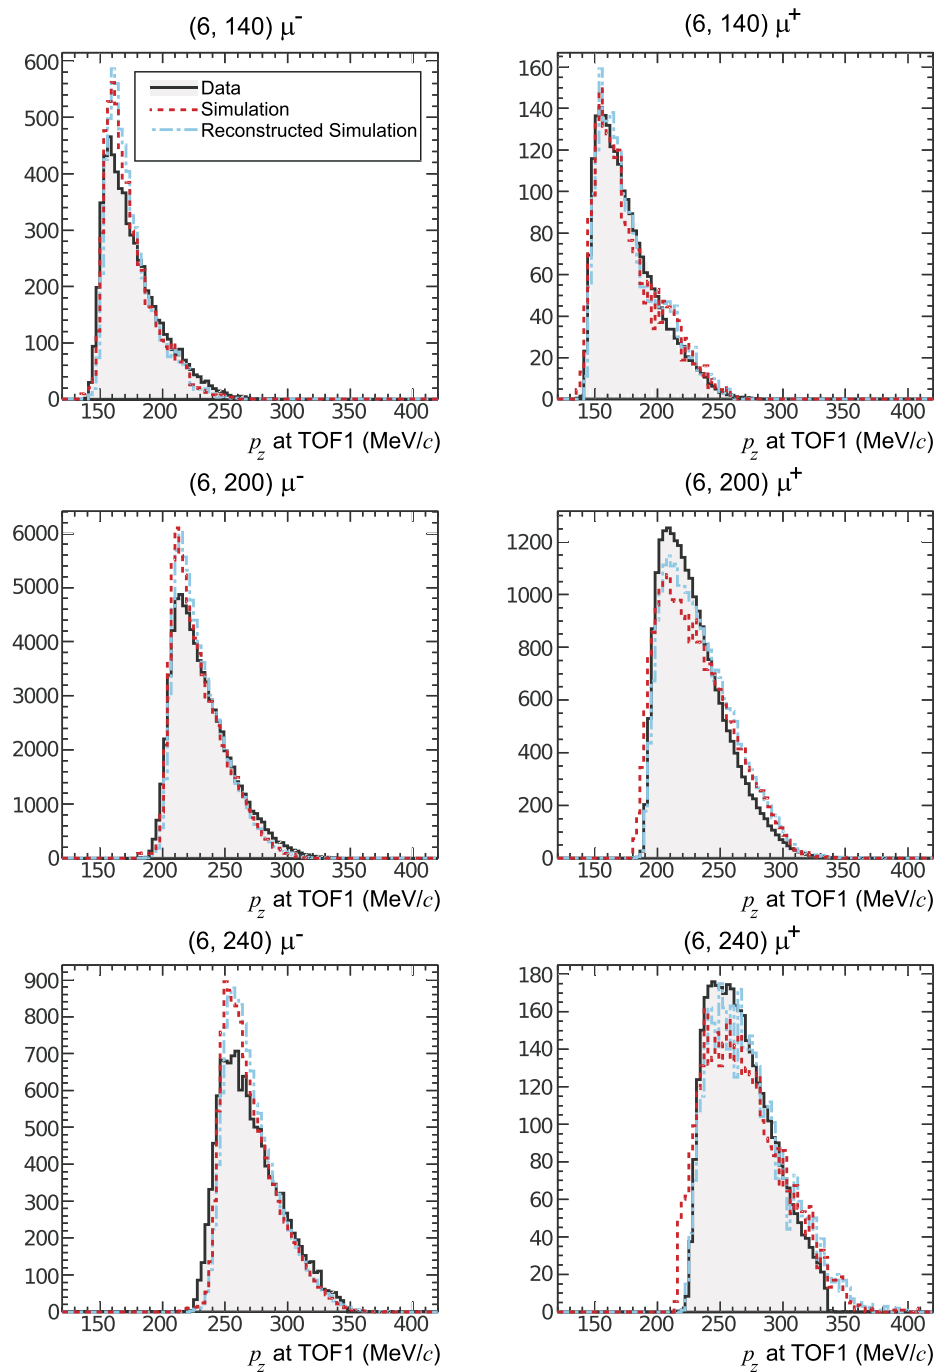 (6, 140) μ⁻
600
500
400
300
200
100
0
Data
Simulation
Reconstructed Simulation
150 200 250 300 350 400
p_z at TOF1 (MeV/c)
(6, 140) μ⁺
160
140
120
100
80
60
40
20
0
150 200 250 300 350 400
p_z at TOF1 (MeV/c)
(6, 200) μ⁻
6000
5000
4000
3000
2000
1000
0
150 200 250 300 350 400
p_z at TOF1 (MeV/c)
(6, 200) μ⁺
1200
1000
800
600
400
200
0
150 200 250 300 350 400
p_z at TOF1 (MeV/c)
(6, 240) μ⁻
900
800
700
600
500
400
300
200
100
0
150 200 250 300 350 400
p_z at TOF1 (MeV/c)
(6, 240) μ⁺
180
160
140
120
100
80
60
40
20
0
150 200 250 300 350 400
p_z at TOF1 (MeV/c)